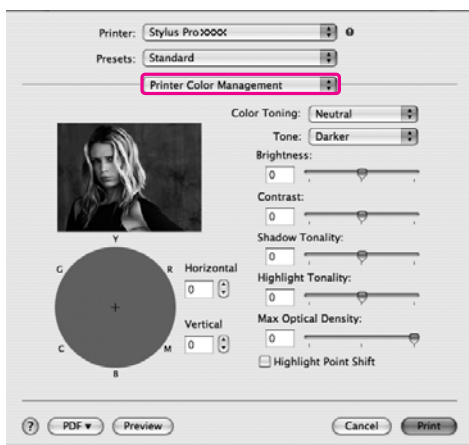 Printer: Stylus Pro XXXX
Presets: Standard
Printer Color Management
Color Toning: Neutral
Tone: Darker
Brightness:
0
Contrast:
0
Shadow Tonality:
0
Highlight Tonality:
0
Max Optical Density:
0
Highlight Point Shift
Y
G R
C M
B
Horizontal
0
Vertical
0
? PDF ▼ Preview Cancel Print